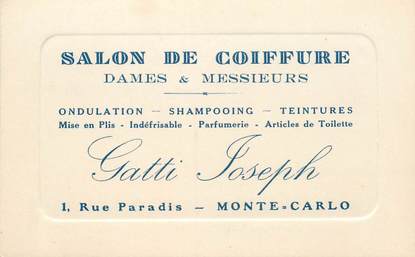 SALON DE COIFFURE
DAMES & MESSIEURS
ONDULATION — SHAMPOOING — TEINTURES
Mise en Plis - Indéfrisable - Parfumerie - Articles de Toilette
Gatti Joseph
1, Rue Paradis — MONTE=CARLO